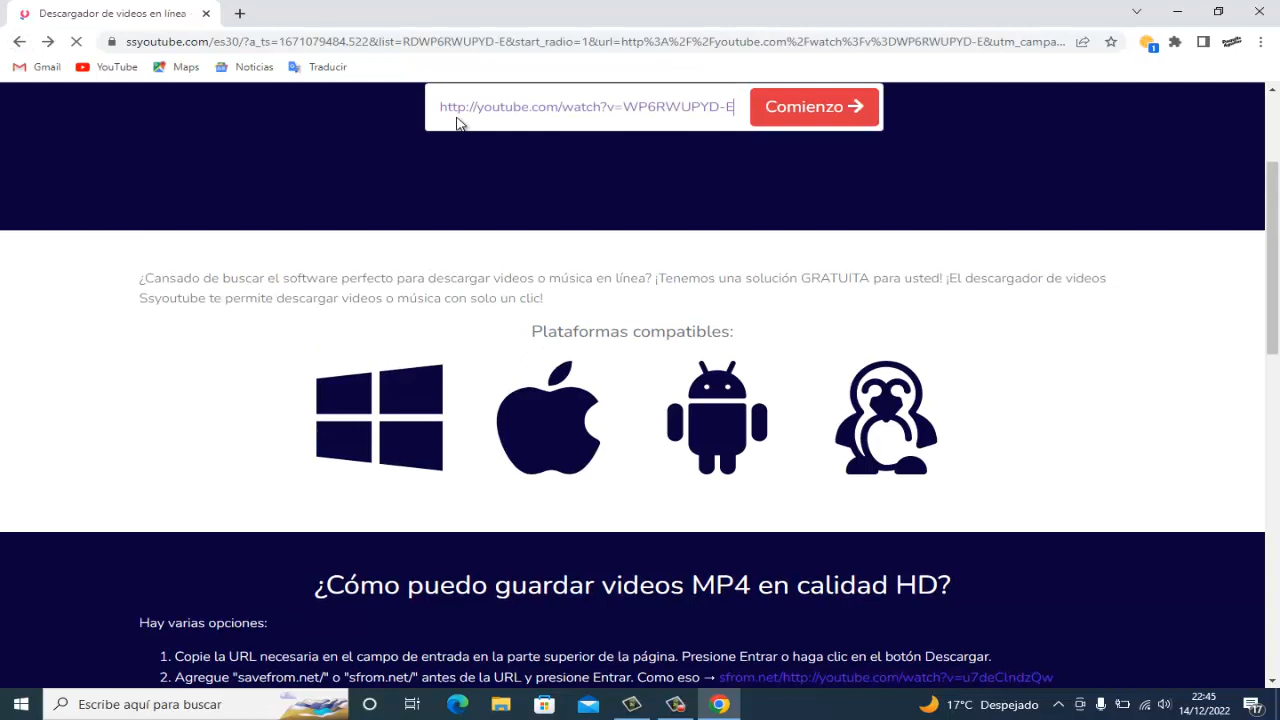 Descargador de videos en línea
ssyoutube.com/es30/?a_ts=1671079484.522&list=RDWP6RWUPYD-E&start_radio=1&url=http%3A%2F%2Fyoutube.com%2Fwatch%3Fv%3DWP6RWUPYD-E&utm_campa...
Gmail YouTube Maps Noticias Traducir
http://youtube.com/watch?v=WP6RWUPYD-E Comienzo
¿Cansado de buscar el software perfecto para descargar videos o música en línea? ¡Tenemos una solución GRATUITA para usted! ¡El descargador de videos
Ssyoutube te permite descargar videos o música con solo un clic!
Plataformas compatibles:
¿Cómo puedo guardar videos MP4 en calidad HD?
Hay varias opciones:
1. Copie la URL necesaria en el campo de entrada en la parte superior de la página. Presione Entrar o haga clic en el botón Descargar.
2. Agregue "savefrom.net/" o "sfrom.net/" antes de la URL y presione Entrar. Como eso → sfrom.net/http://youtube.com/watch?v=u7deClndzQw
Escribe aquí para buscar
17°C Despejado
22:45
14/12/2022
17